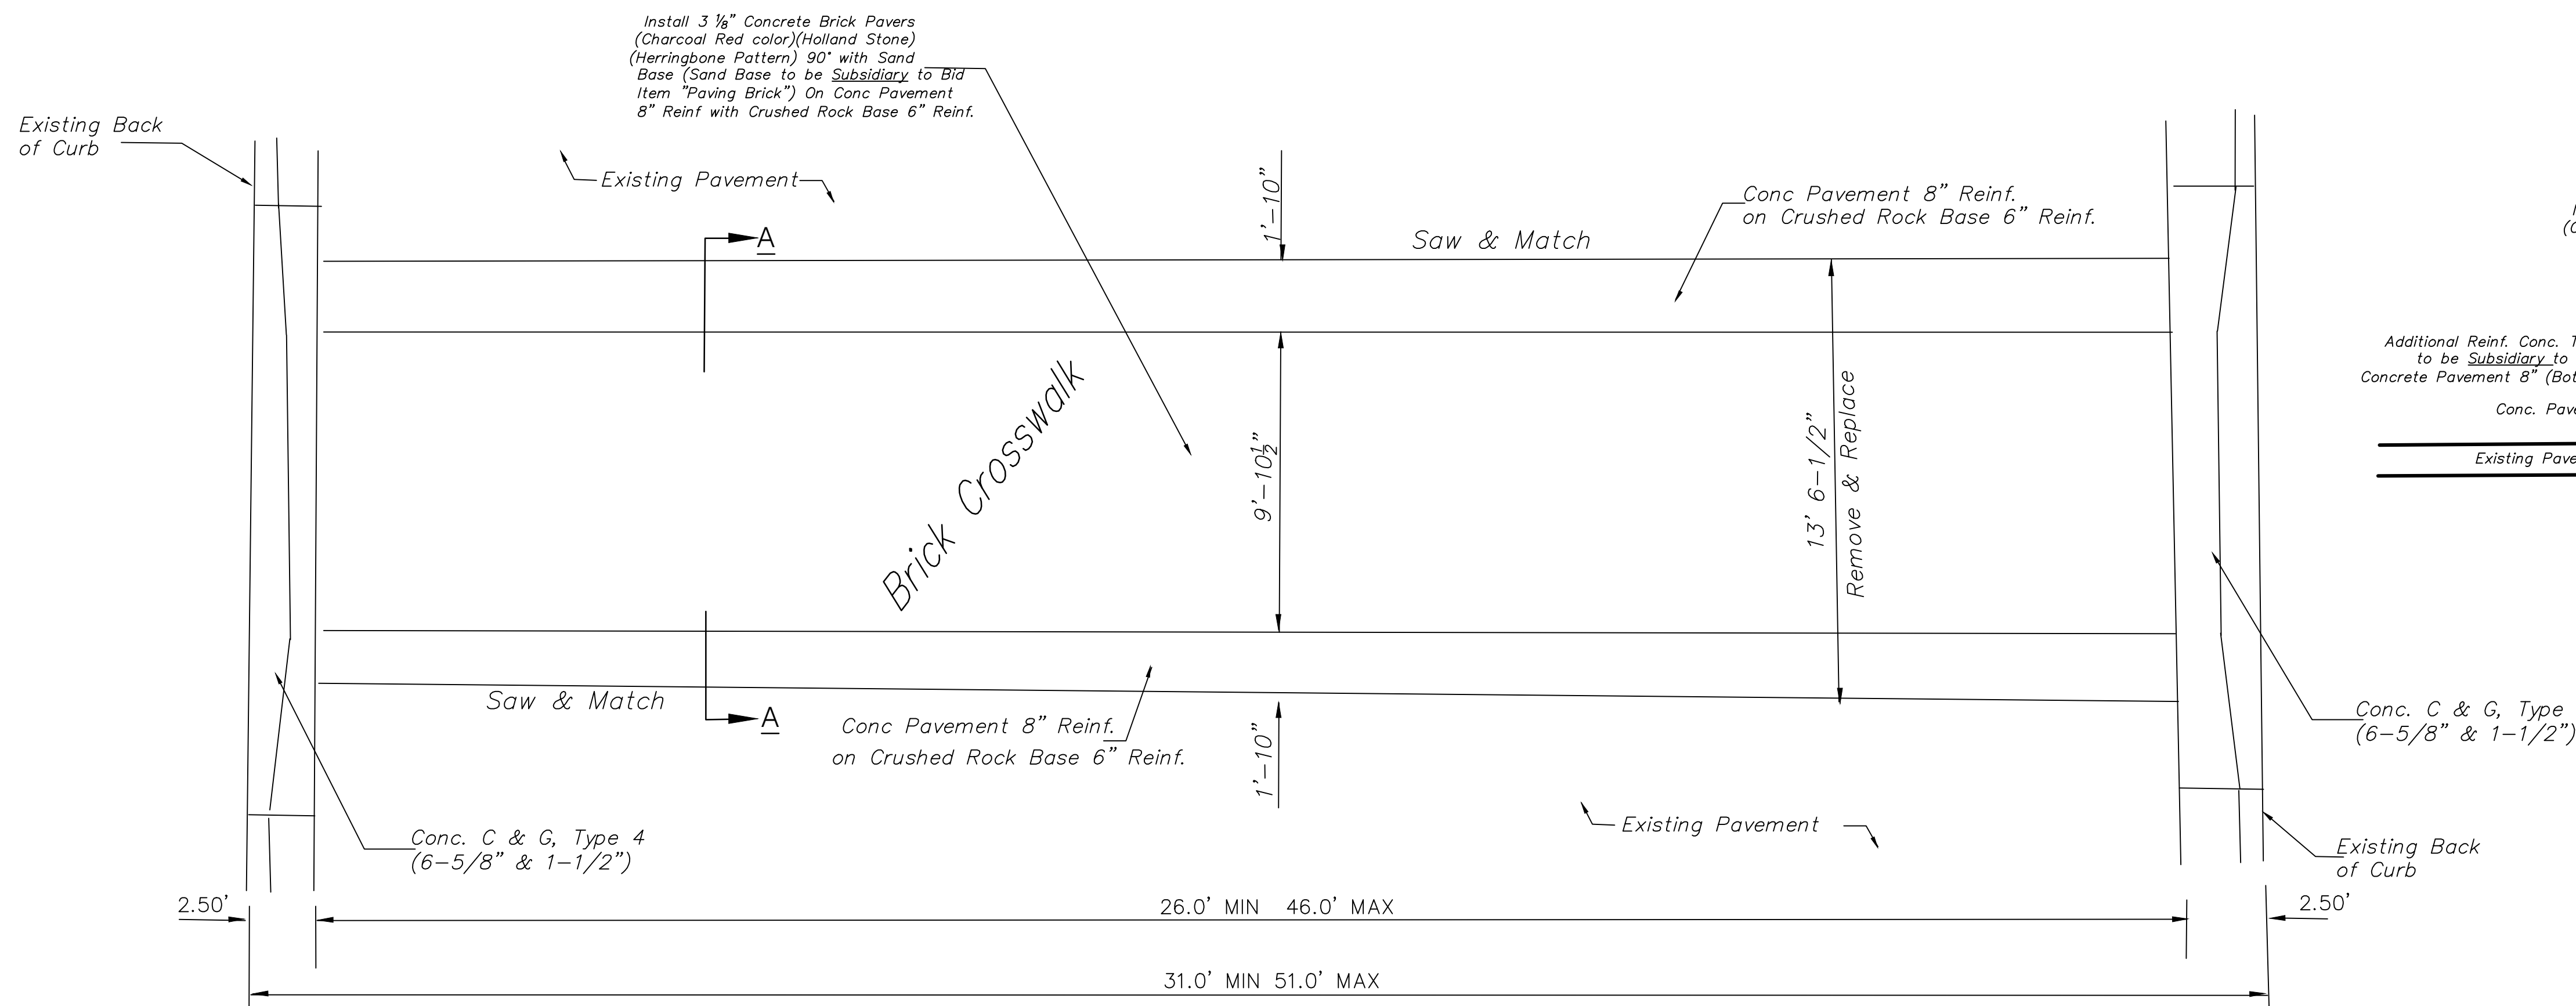 Install 3 ⅛" Concrete Brick Pavers
(Charcoal Red color)(Holland Stone)
(Herringbone Pattern) 90° with Sand
Base (Sand Base to be Subsidiary to Bid
Item "Paving Brick") On Conc Pavement
8" Reinf with Crushed Rock Base 6" Reinf.
Existing Back
of Curb
Existing Pavement
1'-10"
Conc Pavement 8" Reinf.
on Crushed Rock Base 6" Reinf.
A
Saw & Match
Brick Crosswalk
9'-10½"
13' 6-1/2"
Remove & Replace
Additional Reinf. Conc.
to be Subsidiary to
Concrete Pavement 8"
Conc.
Existing
Saw & Match
A
Conc Pavement 8" Reinf.
on Crushed Rock Base 6" Reinf.
1'-10"
Conc. C & G, Type
(6-5/8" & 1-1/2")
Existing Pavement
Conc. C & G, Type 4
(6-5/8" & 1-1/2")
Existing Back
of Curb
2.50'
26.0' MIN 46.0' MAX
2.50'
31.0' MIN 51.0' MAX